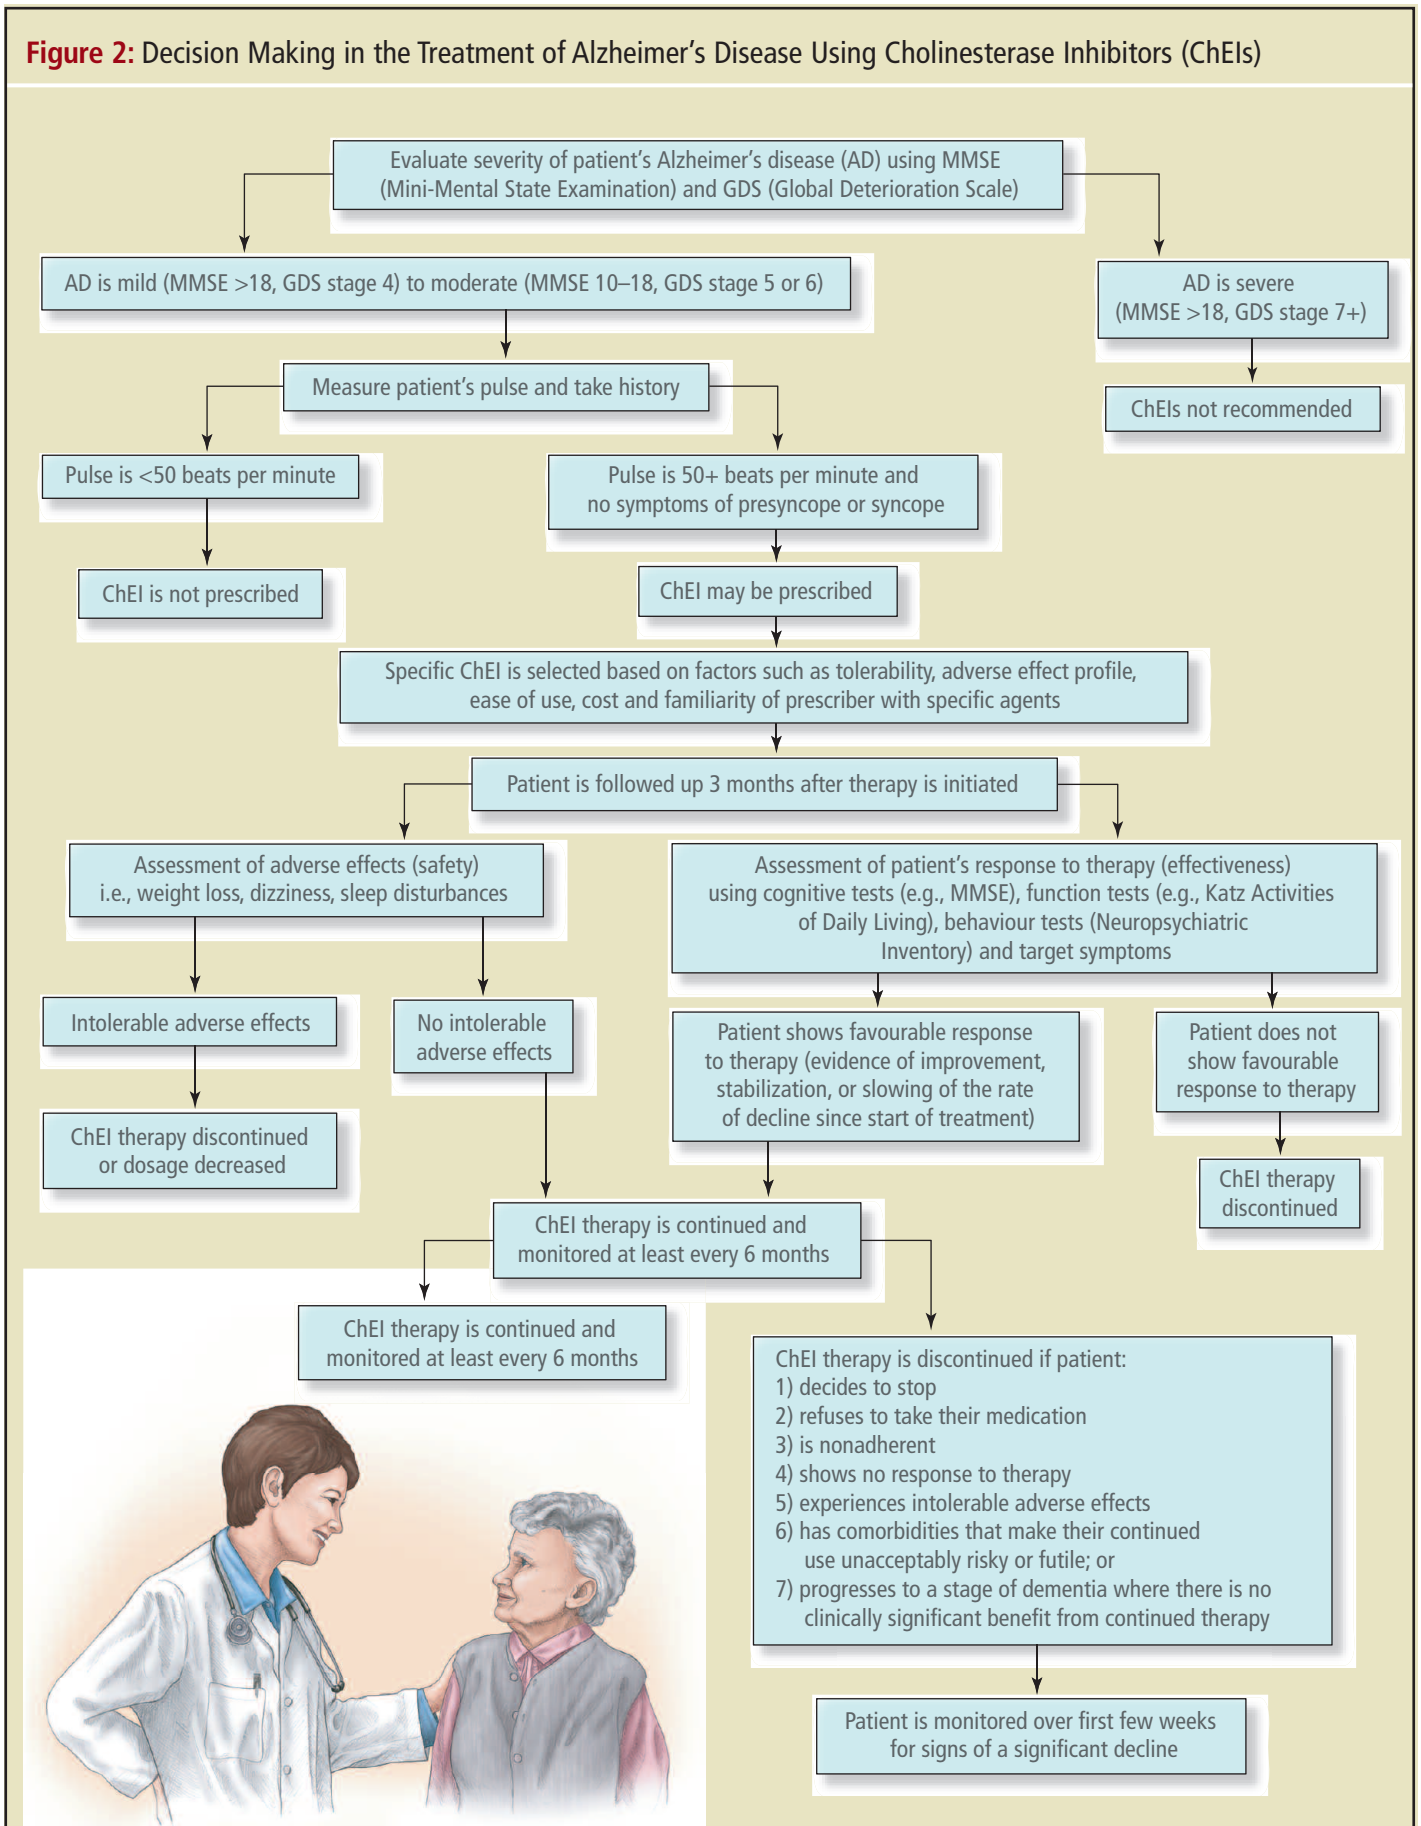 Figure 2: Decision Making in the Treatment of Alzheimer’s Disease Using Cholinesterase Inhibitors (ChEIs)
Evaluate severity of patient’s Alzheimer’s disease (AD) using MMSE
(Mini-Mental State Examination) and GDS (Global Deterioration Scale)
AD is mild (MMSE >18, GDS stage 4) to moderate (MMSE 10–18, GDS stage 5 or 6)
AD is severe
(MMSE >18, GDS stage 7+)
Measure patient’s pulse and take history
ChEIs not recommended
Pulse is <50 beats per minute
Pulse is 50+ beats per minute and
no symptoms of presyncope or syncope
ChEI is not prescribed
ChEI may be prescribed
Specific ChEI is selected based on factors such as tolerability, adverse effect profile,
ease of use, cost and familiarity of prescriber with specific agents
Patient is followed up 3 months after therapy is initiated
Assessment of adverse effects (safety)
i.e., weight loss, dizziness, sleep disturbances
Assessment of patient’s response to therapy (effectiveness)
using cognitive tests (e.g., MMSE), function tests (e.g., Katz Activities
of Daily Living), behaviour tests (Neuropsychiatric
Inventory) and target symptoms
Intolerable adverse effects
No intolerable
adverse effects
Patient shows favourable response
to therapy (evidence of improvement,
stabilization, or slowing of the rate
of decline since start of treatment)
Patient does not
show favourable
response to therapy
ChEI therapy discontinued
or dosage decreased
ChEI therapy
discontinued
ChEI therapy is continued and
monitored at least every 6 months
ChEI therapy is continued and
monitored at least every 6 months
ChEI therapy is discontinued if patient:
1) decides to stop
2) refuses to take their medication
3) is nonadherent
4) shows no response to therapy
5) experiences intolerable adverse effects
6) has comorbidities that make their continued
use unacceptably risky or futile; or
7) progresses to a stage of dementia where there is no
clinically significant benefit from continued therapy
Patient is monitored over first few weeks
for signs of a significant decline